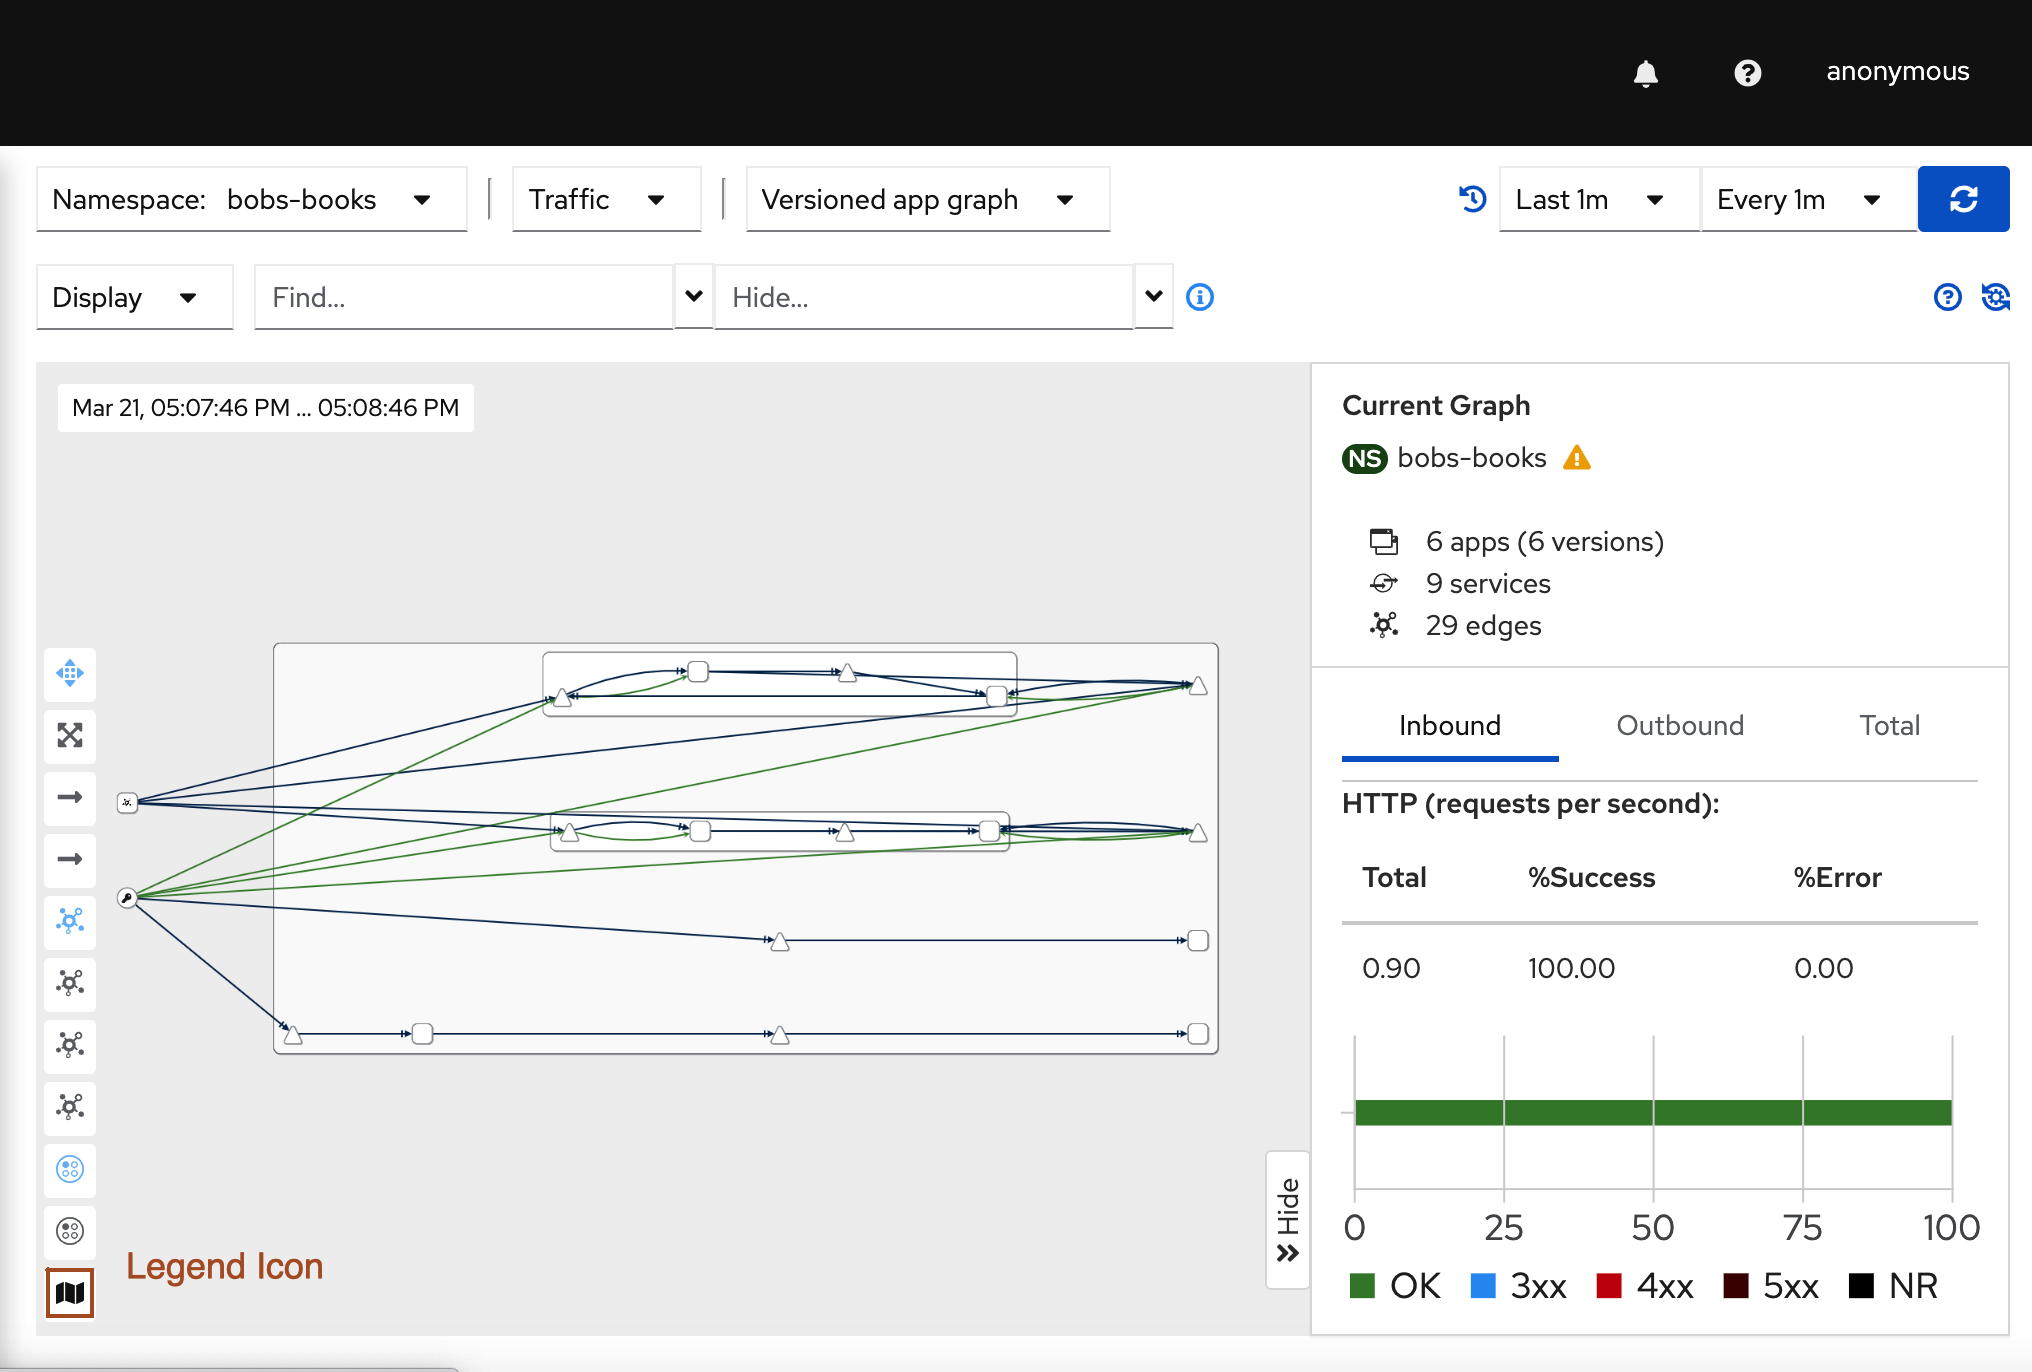 anonymous
Namespace: bobs-books
Traffic
Versioned app graph
Last 1m
Every 1m
Display
Find...
Hide...
Mar 21, 05:07:46 PM ... 05:08:46 PM
Current Graph
NS bobs-books
6 apps (6 versions)
9 services
29 edges
Inbound Outbound Total
HTTP (requests per second):
Total %Success %Error
0.90 100.00 0.00
0 25 50 75 100
OK 3xx 4xx 5xx NR
Hide
Legend Icon